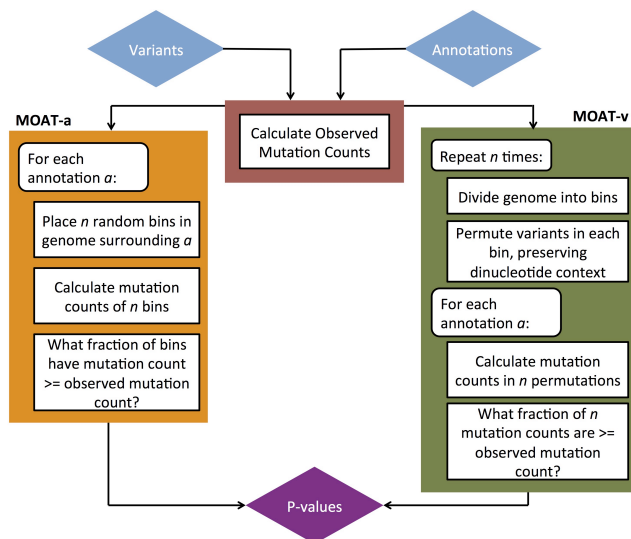 Variants
Annotations
MOAT-a
MOAT-v
Calculate Observed
Mutation Counts
For each
annotation a:
Place n random bins in
genome surrounding a
Calculate mutation
counts of n bins
What fraction of bins
have mutation count
>= observed mutation
count?
Repeat n times:
Divide genome into bins
Permute variants in each
bin, preserving
dinucleotide context
For each
annotation a:
Calculate mutation
counts in n permutations
What fraction of n
mutation counts are >=
observed mutation
count?
P-values